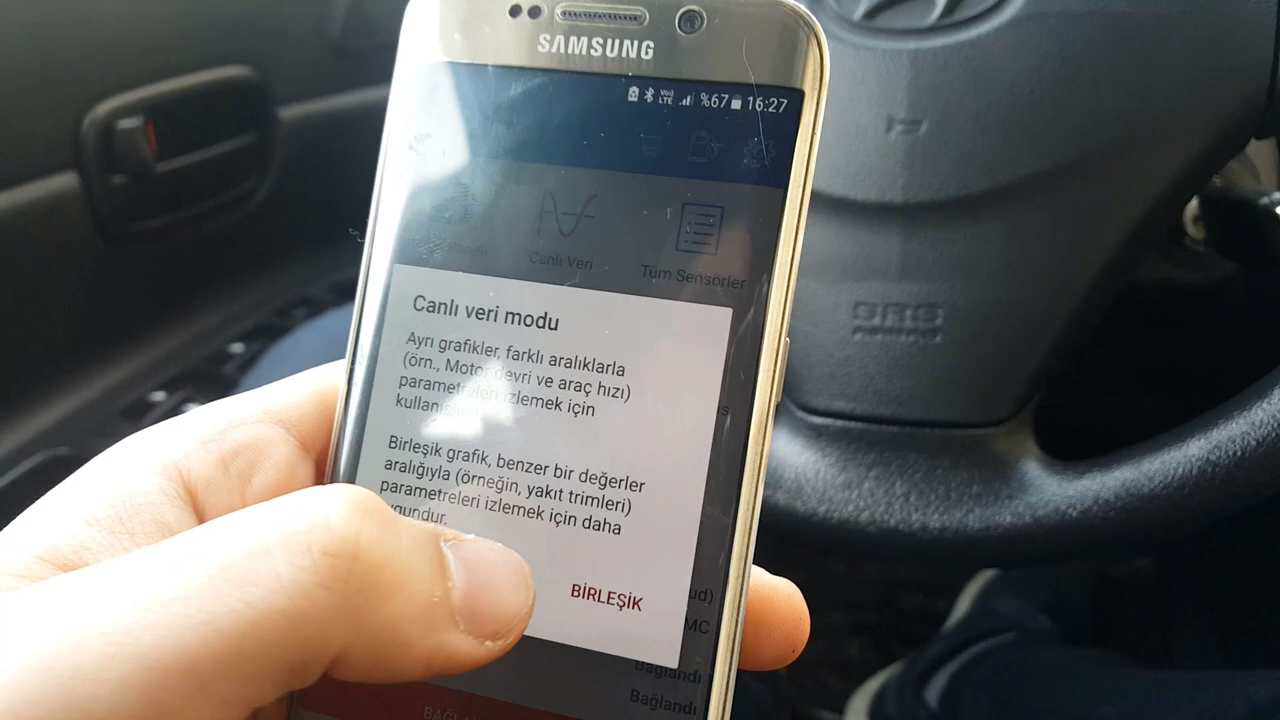 SAMSUNG
VoLTE %67 16:27
Canlı Veri
Tüm Sensörler
Canlı veri modu
Ayrı grafikler, farklı aralıklarla
(örn., Motor devri ve araç hızı)
parametreleri izlemek için
Birleşik grafik, benzer bir değerler
aralığıyla (örneğin, yakıt trimleri)
parametreleri izlemek için daha
BİRLEŞİK
Bağlandı
Bağlandı
SRS